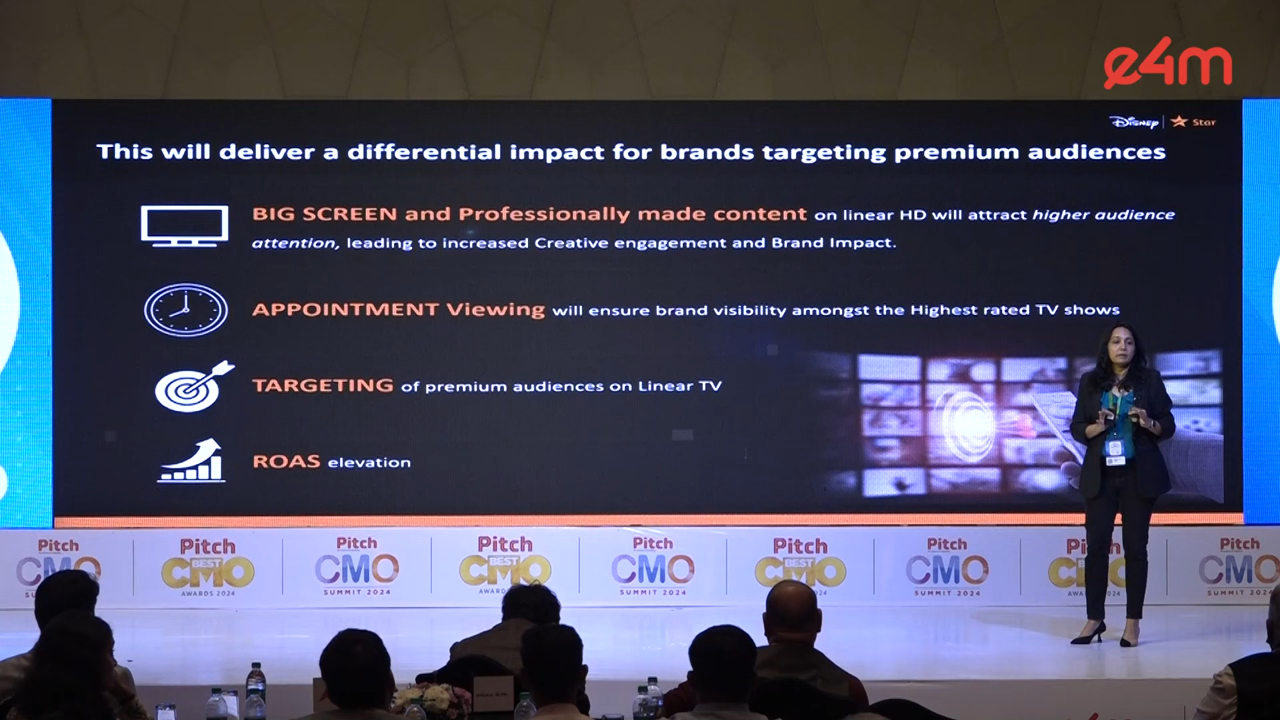 e4m
Disney | Star
This will deliver a differential impact for brands targeting premium audiences
BIG SCREEN and Professionally made content on linear HD will attract higher audience
attention, leading to increased Creative engagement and Brand Impact.
APPOINTMENT Viewing will ensure brand visibility amongst the Highest rated TV shows
TARGETING of premium audiences on Linear TV
ROAS elevation
Pitch
CMO
Pitch
BEST
CMO
AWARDS 2024
Pitch
CMO
SUMMIT 2024
Pitch
BEST
CMO
AWARDS
Pitch
CMO
SUMMIT 2024
Pitch
BEST
CMO
2024
Pitch
CMO
SUMMIT 2024
Pitch
CMO
SUMMIT 2024